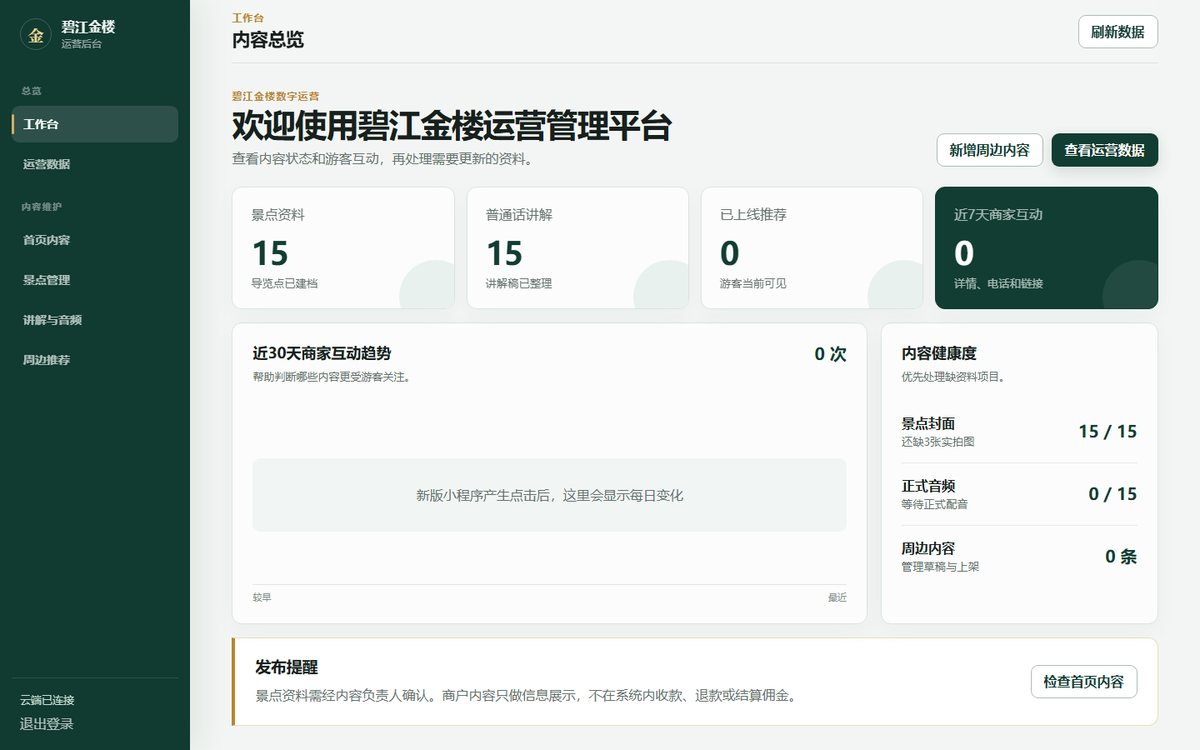 金
碧江金楼
运营后台
总览
工作台
运营数据
内容维护
首页内容
景点管理
讲解与音频
周边推荐
云端已连接
退出登录
工作台
内容总览
刷新数据
碧江金楼数字运营
欢迎使用碧江金楼运营管理平台
查看内容状态和游客互动，再处理需要更新的资料。
新增周边内容
查看运营数据
景点资料
15
导览点已建档
普通话讲解
15
讲解稿已整理
已上线推荐
0
游客当前可见
近7天商家互动
0
详情、电话和链接
近30天商家互动趋势
0 次
帮助判断哪些内容更受游客关注。
新版小程序产生点击后，这里会显示每日变化
较早
最近
内容健康度
优先处理缺资料项目。
景点封面
还缺3张实拍图
15 / 15
正式音频
等待正式配音
0 / 15
周边内容
管理草稿与上架
0 条
发布提醒
景点资料需经内容负责人确认。商户内容只做信息展示，不在系统内收款、退款或结算佣金。
检查首页内容